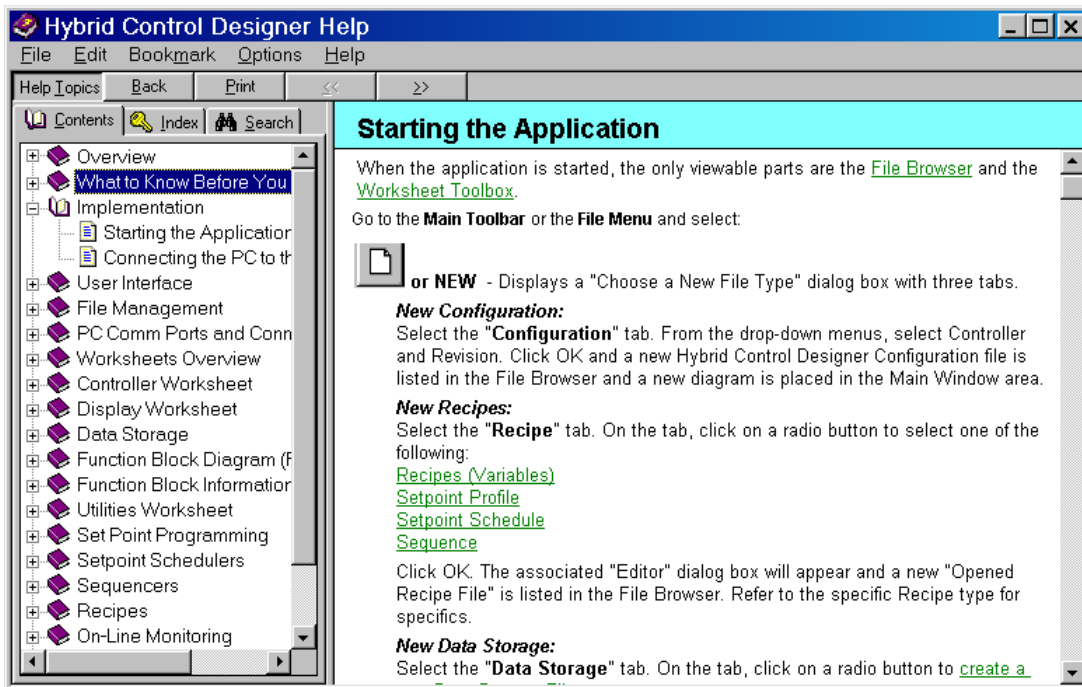 Hybrid Control Designer Help
File Edit Bookmark Options Help
Help Topics Back Print << >>
Contents Index Search
Overview
What to Know Before You
Implementation
Starting the Application
Connecting the PC to th
User Interface
File Management
PC Comm Ports and Conn
Worksheets Overview
Controller Worksheet
Display Worksheet
Data Storage
Function Block Diagram (F
Function Block Information
Utilities Worksheet
Set Point Programming
Setpoint Schedulers
Sequencers
Recipes
On-Line Monitoring
Starting the Application
When the application is started, the only viewable parts are the File Browser and the
Worksheet Toolbox.
Go to the Main Toolbar or the File Menu and select:
or NEW - Displays a "Choose a New File Type" dialog box with three tabs.
New Configuration:
Select the "Configuration" tab. From the drop-down menus, select Controller
and Revision. Click OK and a new Hybrid Control Designer Configuration file is
listed in the File Browser and a new diagram is placed in the Main Window area.
New Recipes:
Select the "Recipe" tab. On the tab, click on a radio button to select one of the
following:
Recipes (Variables)
Setpoint Profile
Setpoint Schedule
Sequence
Click OK. The associated "Editor" dialog box will appear and a new "Opened
Recipe File" is listed in the File Browser. Refer to the specific Recipe type for
specifics.
New Data Storage:
Select the "Data Storage" tab. On the tab, click on a radio button to create a